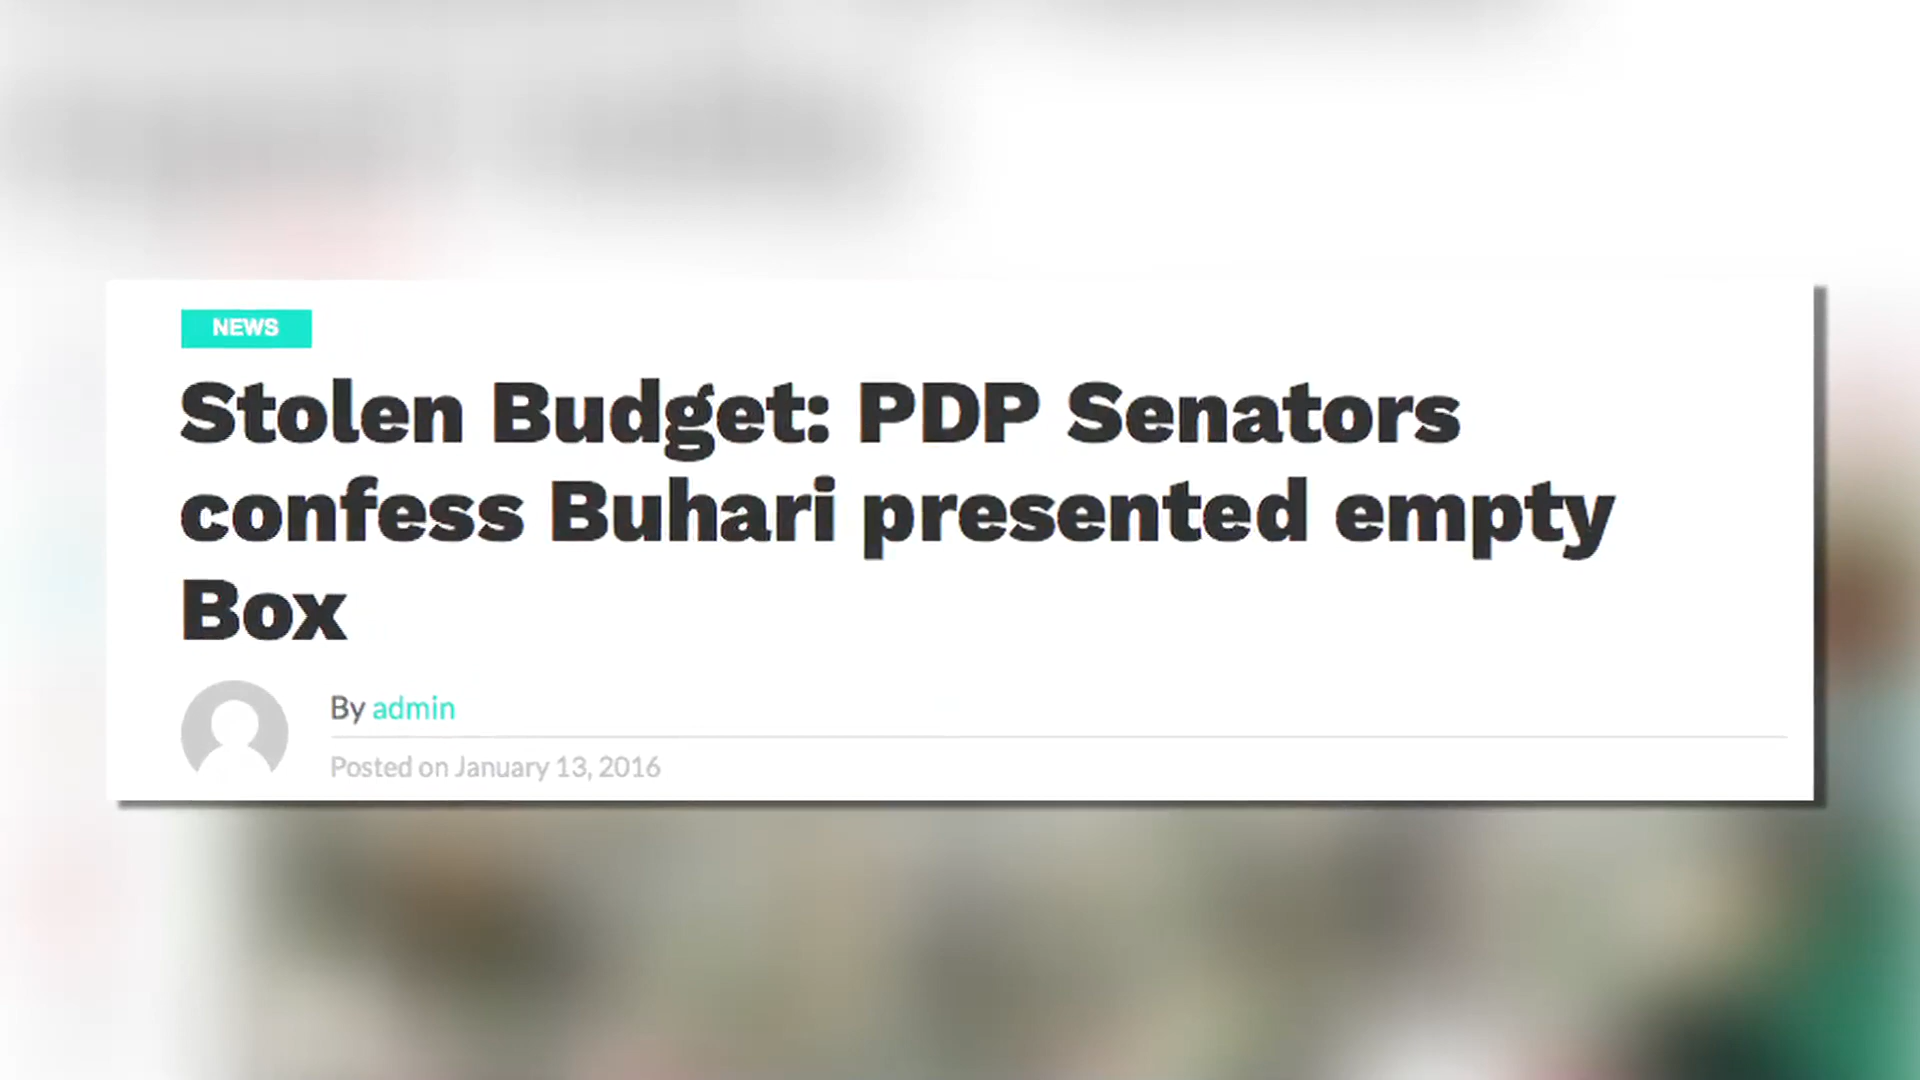 NEWS
Stolen Budget: PDP Senators
confess Buhari presented empty
Box
By admin
Posted on January 13, 2016